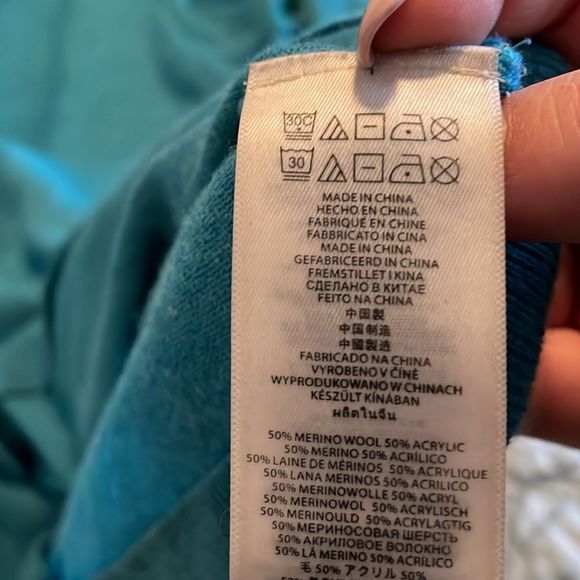 30C
30
MADE IN CHINA
HECHO EN CHINA
FABRIQUE EN CHINE
FABBRICATO IN CINA
MADE IN CHINA
GEFABRICEERD IN CHINA
FREMSTILLET I KINA
СДЕЛАНО В КИТАЕ
FEITO NA CHINA
中国製
中国制造
中國製造
FABRICADO NA CHINA
VYROBENO V ČÍNĚ
WYPRODUKOWANO W CHINACH
KÉSZÜLT KÍNÁBAN
ผลิตในจีน
50% MERINO WOOL 50% ACRYLIC
50% MERINO 50% ACRÍLICO
50% LAINE DE MÉRINOS 50% ACRYLIQUE
50% LANA MERINOS 50% ACRILICO
50% MERINOWOLLE 50% ACRYL
50% MERINOWOL 50% ACRYLISCH
50% MERINOULD 50% ACRYLAGTIG
50% МЕРИНОСОВАЯ ШЕРСТЬ
50% АКРИЛОВОЕ ВОЛОКНО
50% LÃ MERINO 50% ACRÍLICO
毛 50% アクリル 50%